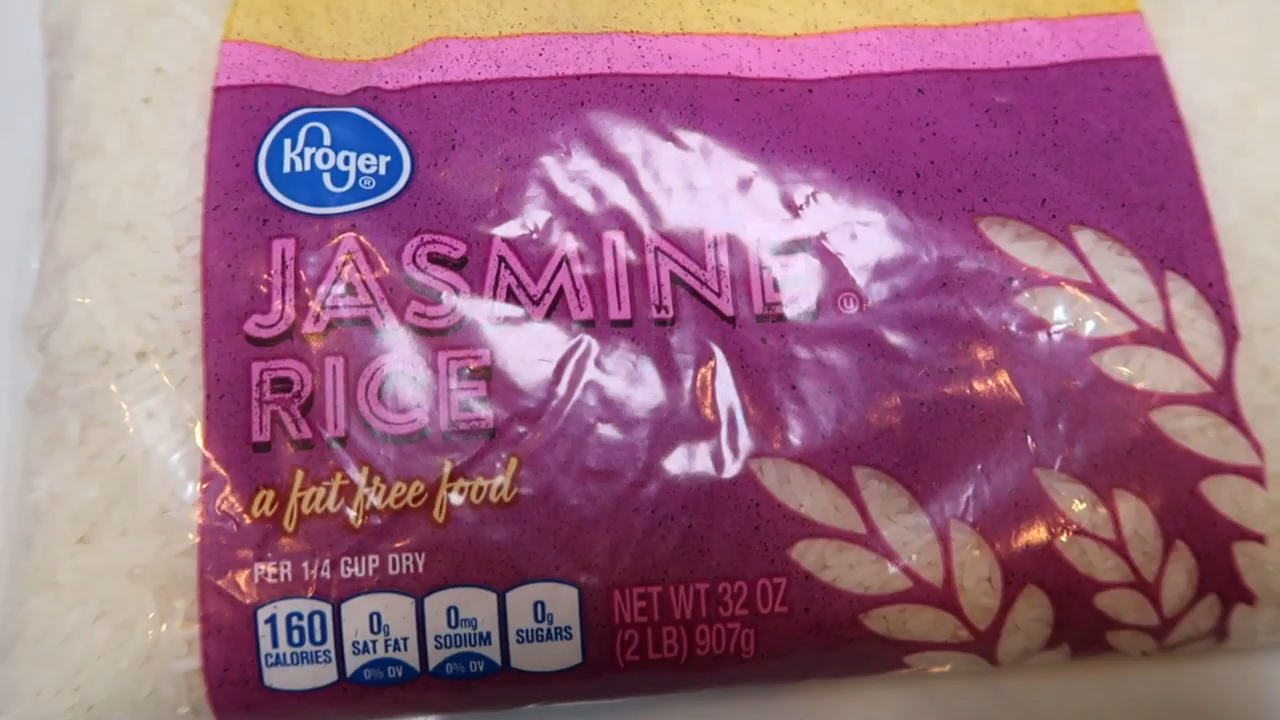 Kröger®
JASMINE Ⓤ
RICE
a fat free food
PER 1/4 CUP DRY
160
CALORIES
0g
SAT FAT
0% DV
0mg
SODIUM
0% DV
0g
SUGARS
NET WT 32 OZ
(2 LB) 907g